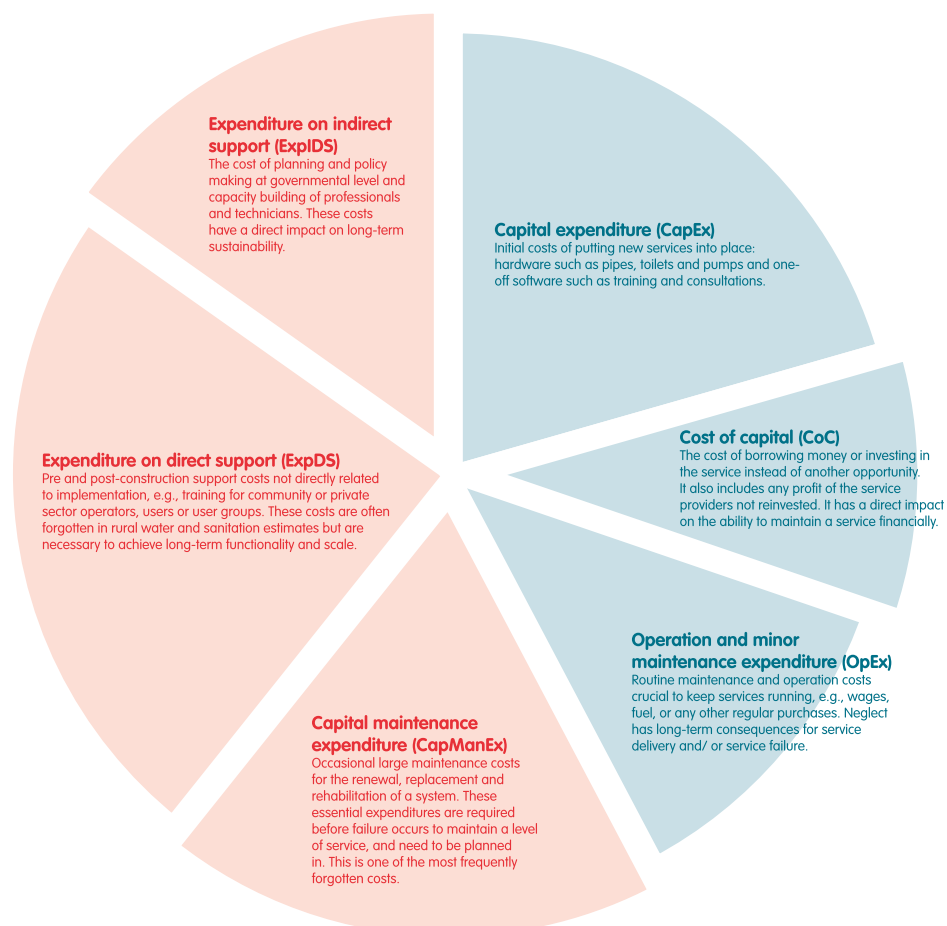 Expenditure on indirect
support (ExpIDS)
The cost of planning and policy
making at governmental level and
capacity building of professionals
and technicians. These costs
have a direct impact on long-term
sustainability.
Capital expenditure (CapEx)
Initial costs of putting new services into place:
hardware such as pipes, toilets and pumps and one-
off software such as training and consultations.
Cost of capital (CoC)
The cost of borrowing money or investing in
the service instead of another opportunity.
It also includes any profit of the service
providers not reinvested. It has a direct impact
on the ability to maintain a service financially.
Expenditure on direct support (ExpDS)
Pre and post-construction support costs not directly related
to implementation, e.g., training for community or private
sector operators, users or user groups. These costs are often
forgotten in rural water and sanitation estimates but are
necessary to achieve long-term functionality and scale.
Operation and minor
maintenance expenditure (OpEx)
Routine maintenance and operation costs
crucial to keep services running, e.g., wages,
fuel, or any other regular purchases. Neglect
has long-term consequences for service
delivery and/ or service failure.
Capital maintenance
expenditure (CapManEx)
Occasional large maintenance costs
for the renewal, replacement and
rehabilitation of a system. These
essential expenditures are required
before failure occurs to maintain a level
of service, and need to be planned
in. This is one of the most frequently
forgotten costs.